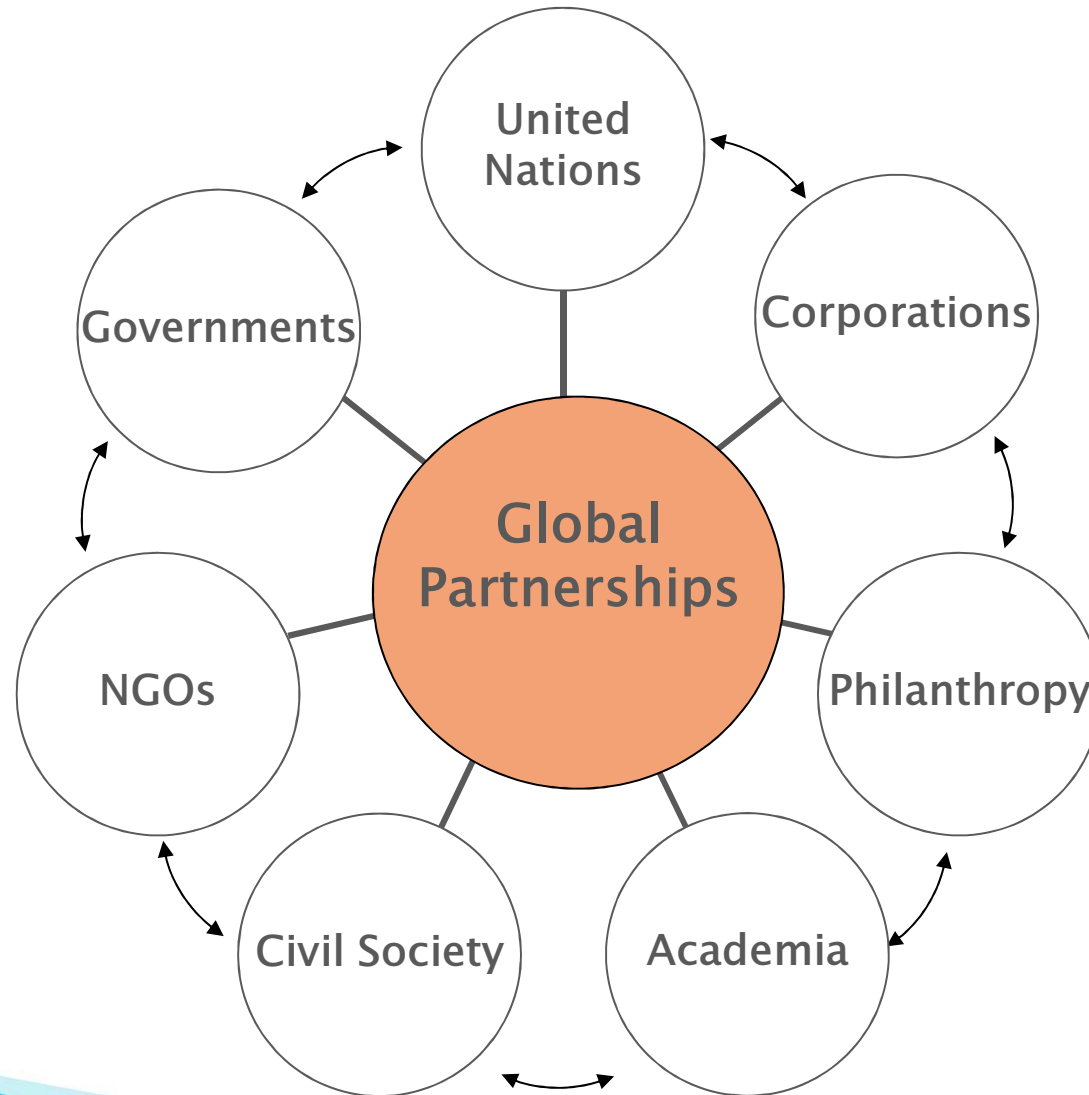 United
Nations
Corporations
Governments
Global
Partnerships
NGOs
Philanthropy
Civil Society
Academia